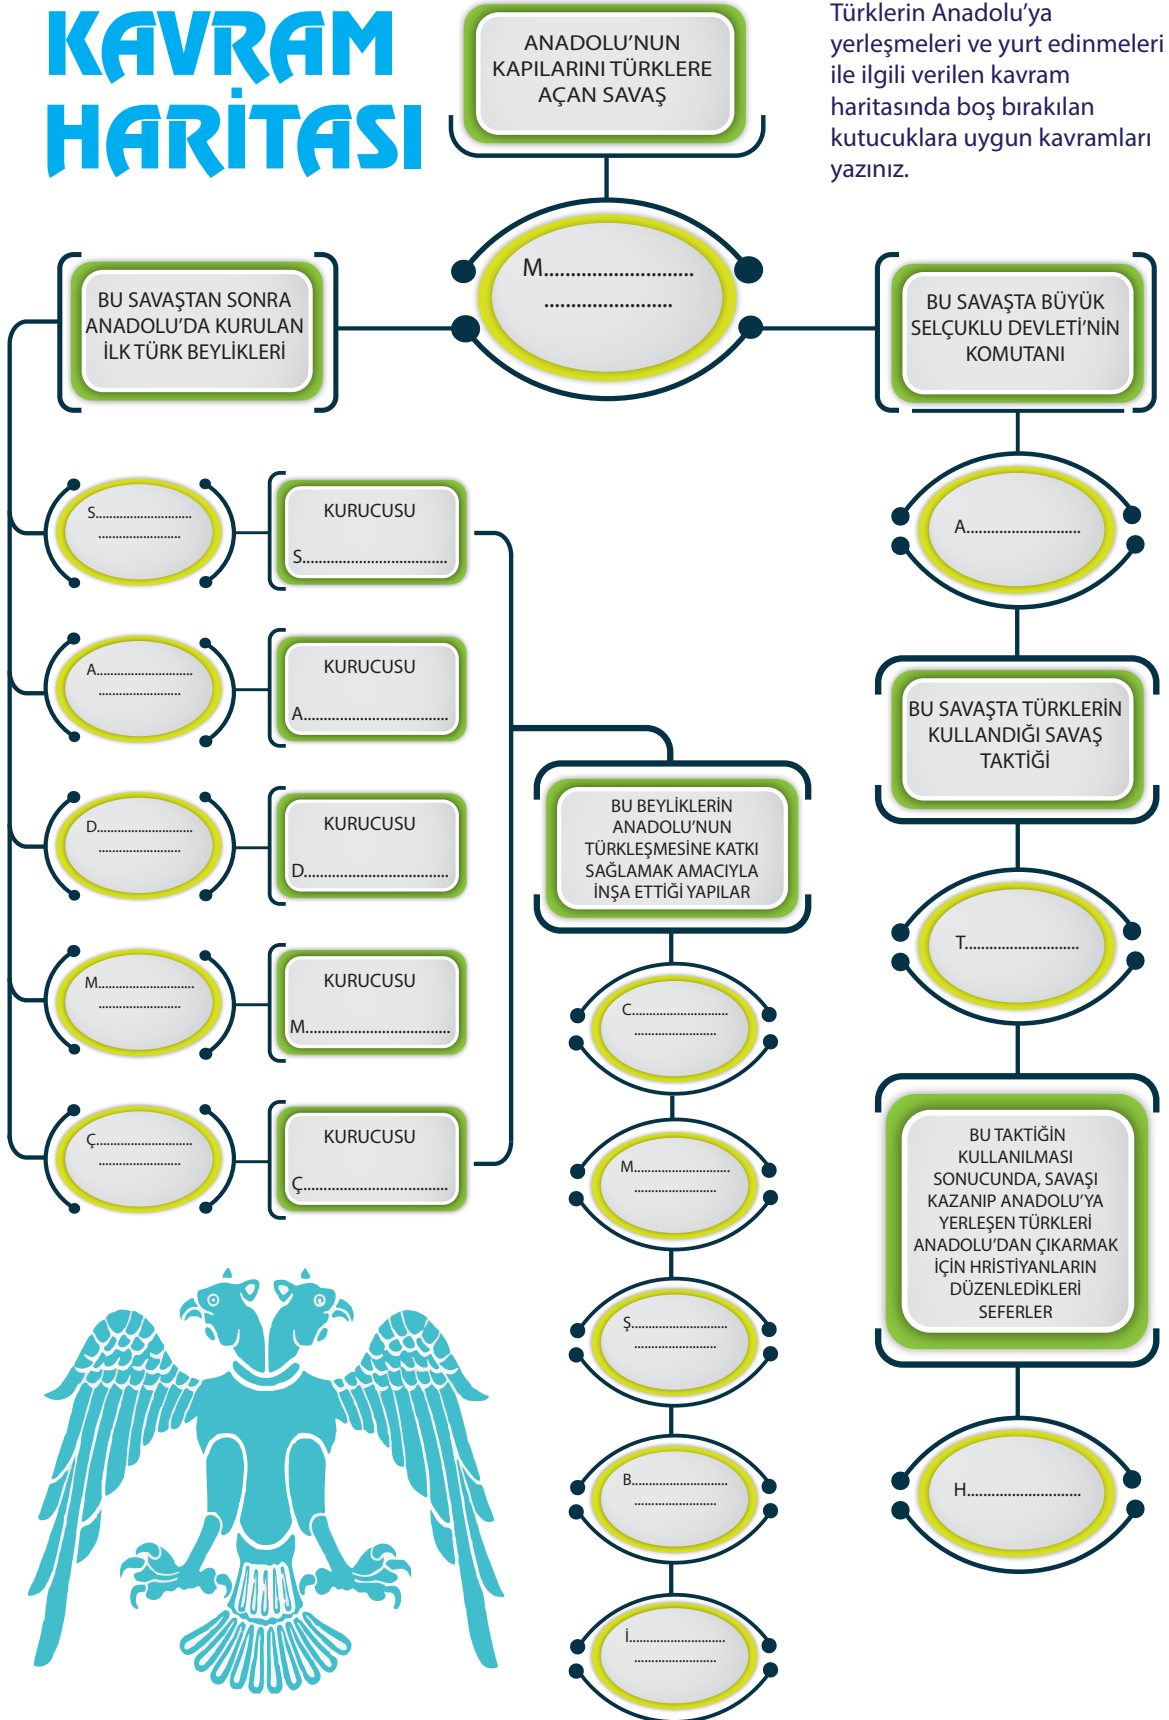 KAVRAM
HARİTASI
ANADOLU’NUN
KAPILARINI TÜRKLERE
AÇAN SAVAŞ
Türklerin Anadolu’ya
yerleşmeleri ve yurt edinmeleri
ile ilgili verilen kavram
haritasında boş bırakılan
kutucuklara uygun kavramları
yazınız.
M............................
........................
BU SAVAŞTAN SONRA
ANADOLU’DA KURULAN
İLK TÜRK BEYLİKLERİ
BU SAVAŞTA BÜYÜK
SELÇUKLU DEVLETİ’NİN
KOMUTANI
S............................
........................
KURUCUSU
S...................................
A............................
........................
KURUCUSU
A...................................
D............................
........................
KURUCUSU
D...................................
M............................
........................
KURUCUSU
M...................................
Ç............................
........................
KURUCUSU
Ç...................................
BU BEYLİKLERİN
ANADOLU’NUN
TÜRKLEŞMESİNE KATKI
SAĞLAMAK AMACIYLA
İNŞA ETTİĞİ YAPILAR
C............................
........................
M............................
........................
Ş............................
........................
B............................
........................
İ............................
........................
A...........................
BU SAVAŞTA TÜRKLERİN
KULLANDIĞI SAVAŞ
TAKTİĞİ
T...........................
BU TAKTİĞİN
KULLANILMASI
SONUCUNDA, SAVAŞI
KAZANIP ANADOLU’YA
YERLEŞEN TÜRKLERİ
ANADOLU’DAN ÇIKARMAK
İÇİN HRİSTİYANLARIN
DÜZENLEDİKLERİ
SEFERLER
H...........................